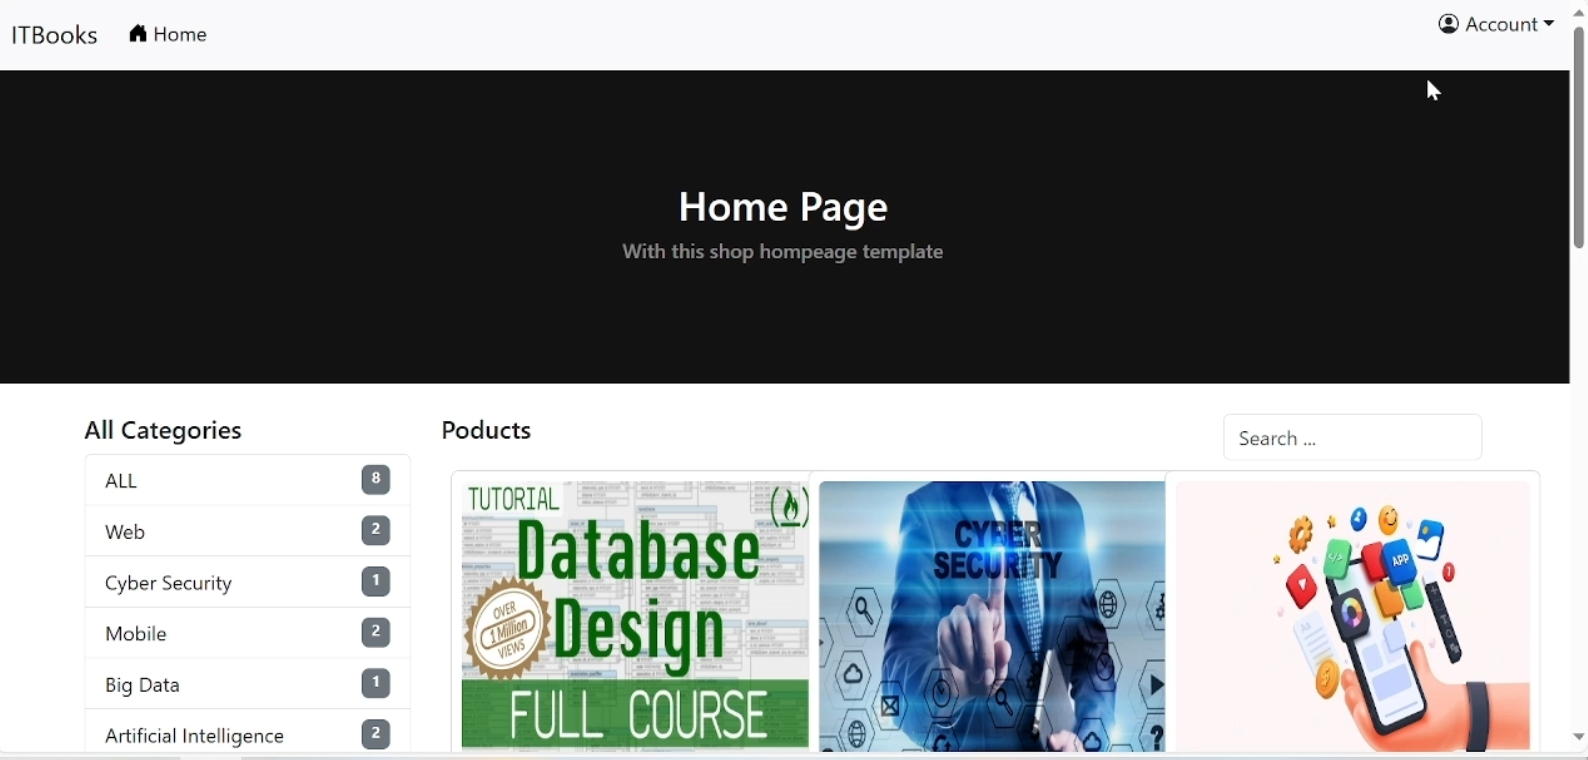 ITBooks
Home
Account
Home Page
With this shop hompeage template
All Categories
Poducts
Search ...
ALL 8
Web 2
Cyber Security 1
Mobile 2
Big Data 1
Artificial Intelligence 2
TUTORIAL
Database
Design
OVER
1 Million
VIEWS
FULL COURSE
CYBER
SECURITY
?
</>
APP
1
Aa